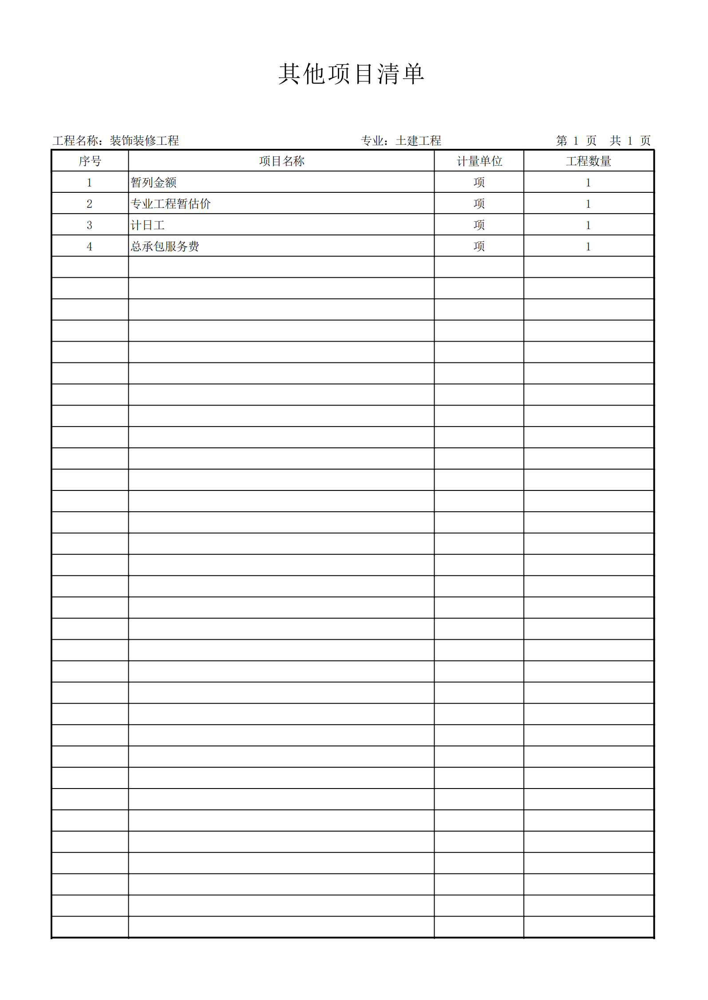 其他项目清单
工程名称：装饰装修工程 专业：土建工程 第 1 页 共 1 页
序号 项目名称 计量单位 工程数量
1 暂列金额 项 1
2 专业工程暂估价 项 1
3 计日工 项 1
4 总承包服务费 项 1